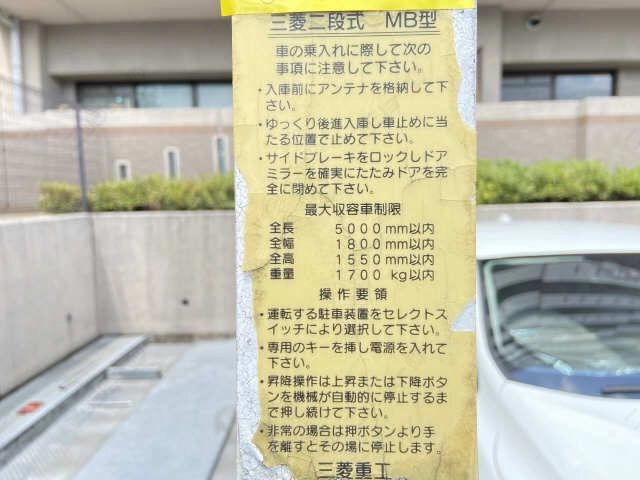 三菱二段式 MB型
車の乗入れに際して次の
事項に注意して下さい。
・入庫前にアンテナを格納して下
さい。
・ゆっくり後進入庫し車止めに当
たる位置で止めて下さい。
・サイドブレーキをロックしドア
ミラーを確実にたたみドアを完
全に閉めて下さい。
最大収容車制限
全長 5000mm以内
全幅 1800mm以内
全高 1550mm以内
重量 1700kg以内
操作要領
・運転する駐車装置をセレクトス
イッチにより選択して下さい。
・専用のキーを挿し電源を入れて
下さい。
・昇降操作は上昇または下降ボタ
ンを機械が自動的に停止するま
で押し続けて下さい。
・非常の場合は押ボタンより手
を離すとその場に停止します。
三菱重工